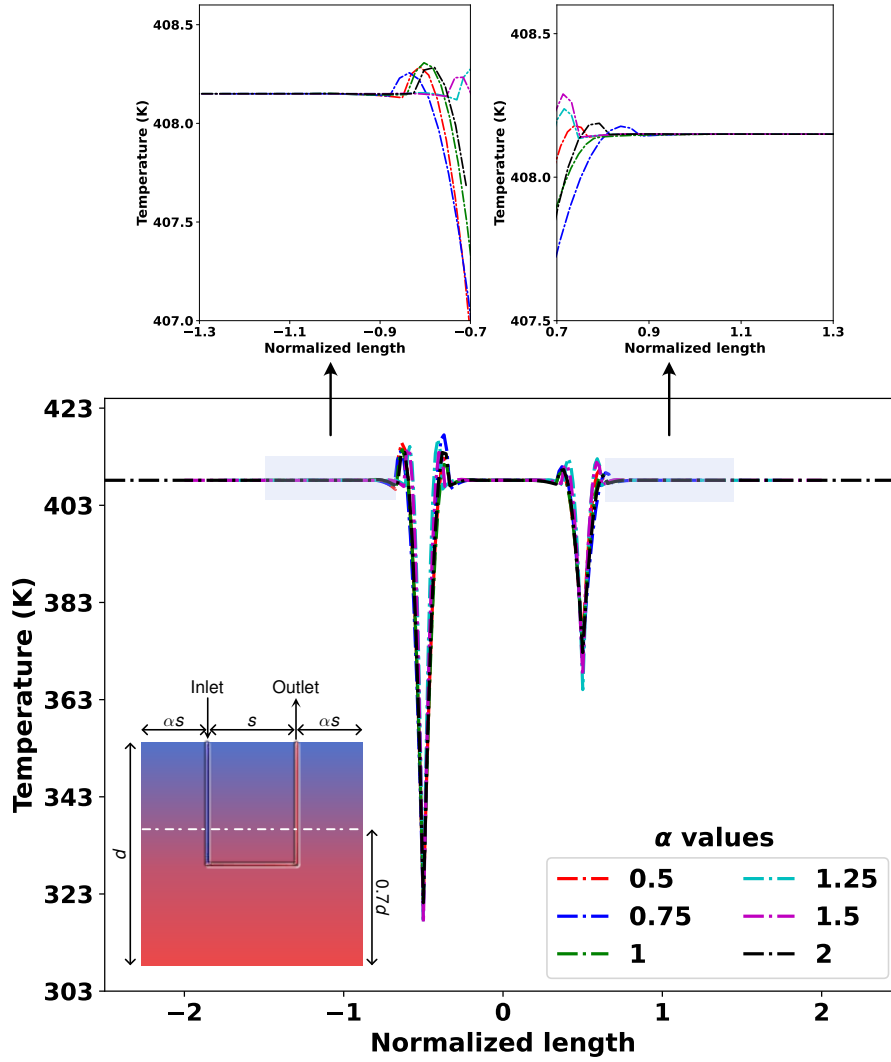 408.5
408.0
407.5
407.0
−1.3 −1.1 −0.9 −0.7
Temperature (K)
Normalized length
408.5
408.0
407.5
0.7 0.9 1.1 1.3
Temperature (K)
Normalized length
423
403
383
363
343
323
303
−2 −1 0 1 2
Temperature (K)
Normalized length
Inlet Outlet
αs s αs
d
0.7d
α values
0.5 1.25
0.75 1.5
1 2